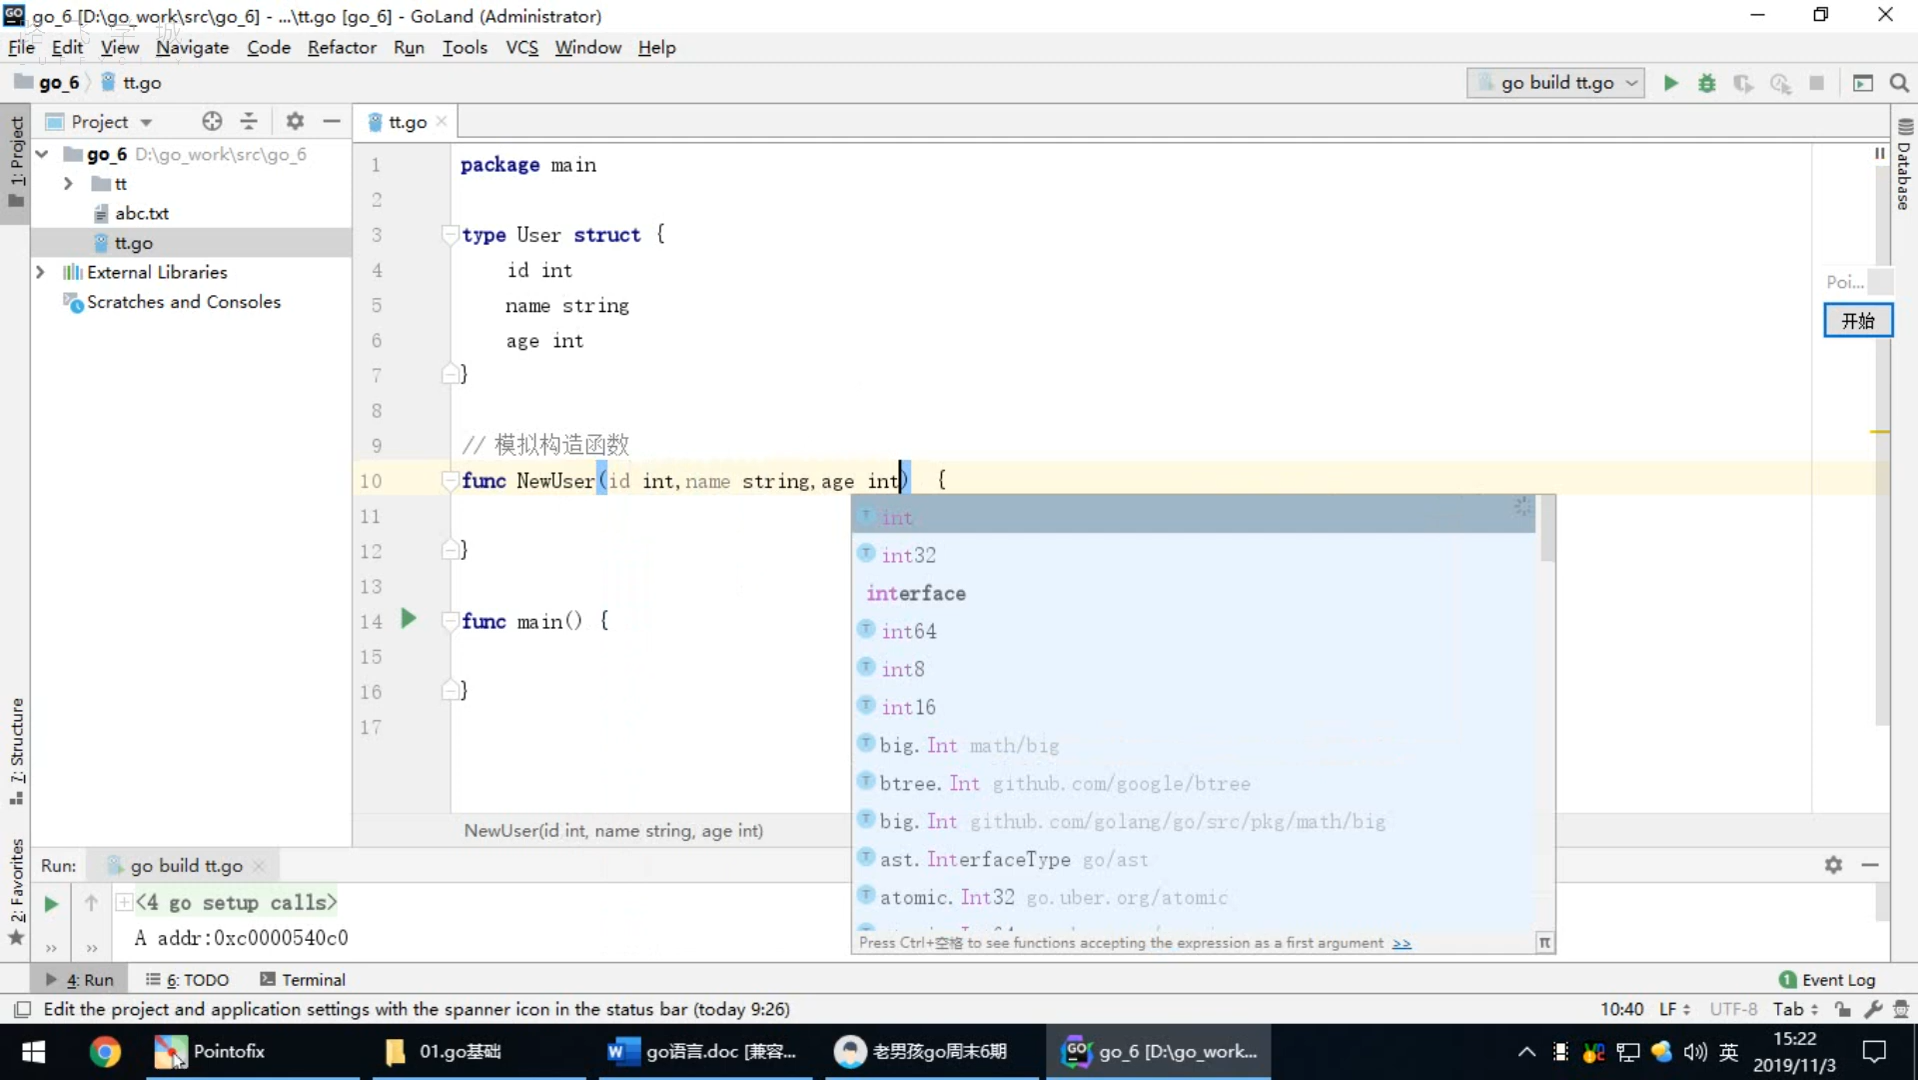 go_6 [D:\go_work\src\go_6] - ...\tt.go [go_6] - GoLand (Administrator)
File Edit View Navigate Code Refactor Run Tools VCS Window Help
go_6 tt.go go build tt.go
Project tt.go
1: Project
Database
go_6 D:\go_work\src\go_6
tt
abc.txt
tt.go
External Libraries
Scratches and Consoles
1 package main
2
3 type User struct {
4 id int
5 name string
6 age int
7 }
8
9 // 模拟构造函数
10 func NewUser(id int,name string,age int) {
11
12 }
13
14 func main() {
15
16 }
17
Poi...
开始
int
int32
interface
int64
int8
int16
big.Int math/big
btree.Int github.com/google/btree
big.Int github.com/golang/go/src/pkg/math/big
ast.InterfaceType go/ast
atomic.Int32 go.uber.org/atomic
Press Ctrl+空格 to see functions accepting the expression as a first argument >> π
NewUser(id int, name string, age int)
7: Structure
2: Favorites
Run: go build tt.go
<4 go setup calls>
A addr:0xc0000540c0
4: Run 6: TODO Terminal 1 Event Log
Edit the project and application settings with the spanner icon in the status bar (today 9:26) 10:40 LF UTF-8 Tab
Pointofix 01.go基础 go语言.doc [兼容... 老男孩go周末6期 go_6 [D:\go_work... 英 15:22
2019/11/3